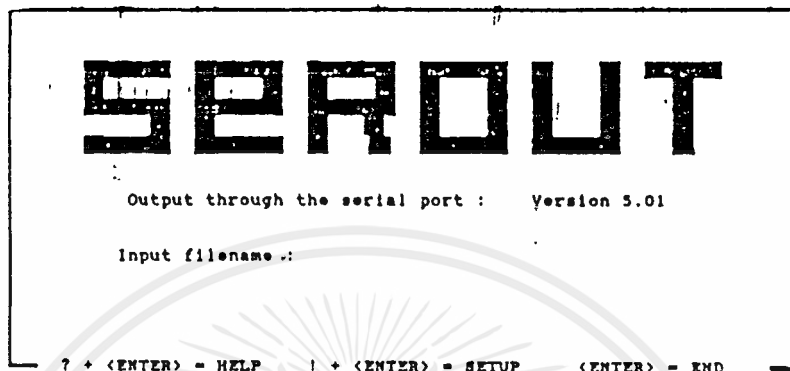 SEROUT
Output through the serial port : Version 5.01
Input filename :
? + <ENTER> = HELP ! + <ENTER> = SETUP <ENTER> = END